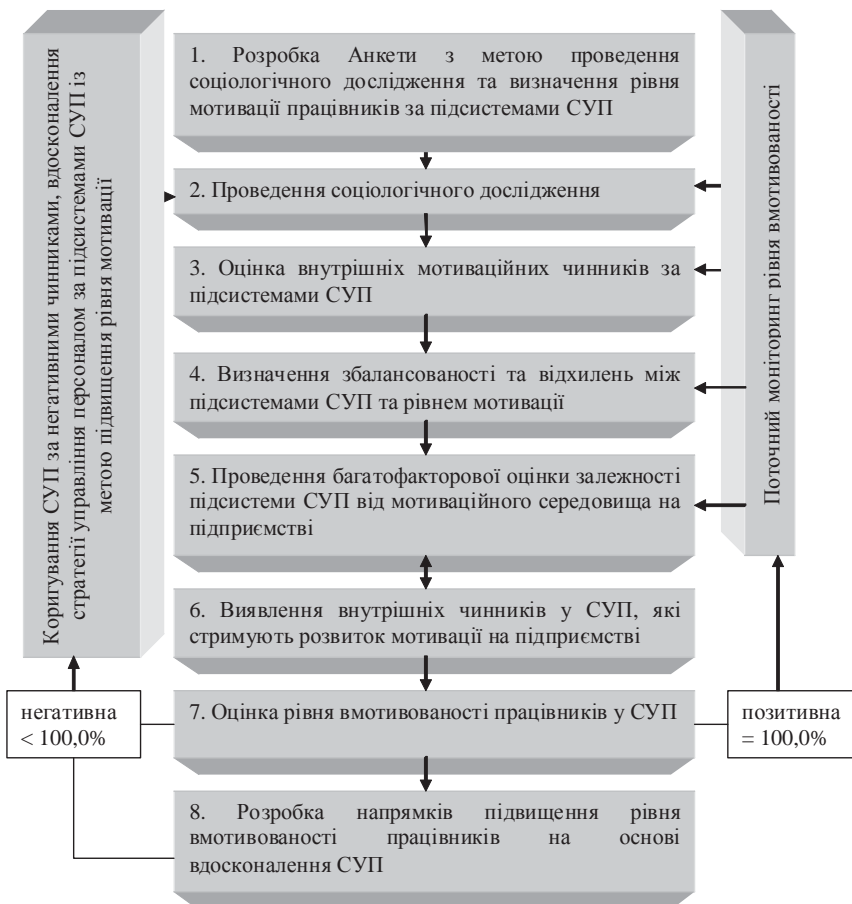 Коригування СУП за негативними чинниками, вдосконалення
стратегії управління персоналом за підсистемами СУП із
метою підвищення рівня мотивації
1. Розробка Анкети з метою проведення
соціологічного дослідження та визначення рівня
мотивації працівників за підсистемами СУП
2. Проведення соціологічного дослідження
3. Оцінка внутрішніх мотиваційних чинників за
підсистемами СУП
4. Визначення збалансованості та відхилень між
підсистемами СУП та рівнем мотивації
5. Проведення багатофакторової оцінки залежності
підсистеми СУП від мотиваційного середовища на
підприємстві
6. Виявлення внутрішніх чинників у СУП, які
стримують розвиток мотивації на підприємстві
7. Оцінка рівня вмотивованості працівників у СУП
8. Розробка напрямків підвищення рівня
вмотивованості працівників на основі
вдосконалення СУП
Поточний моніторинг рівня вмотивованості
негативна
< 100,0%
позитивна
= 100,0%